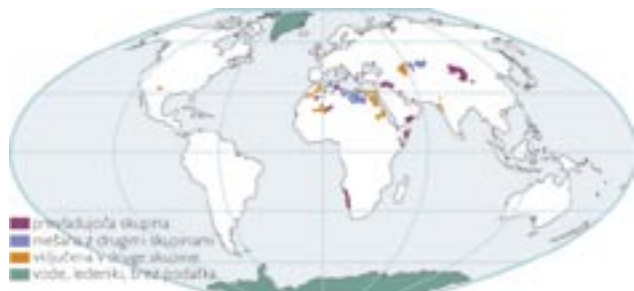 prevladujoča skupina
mešana z drugimi skupinami
vključena v druge skupine
vode, ledeniki, brez podatka